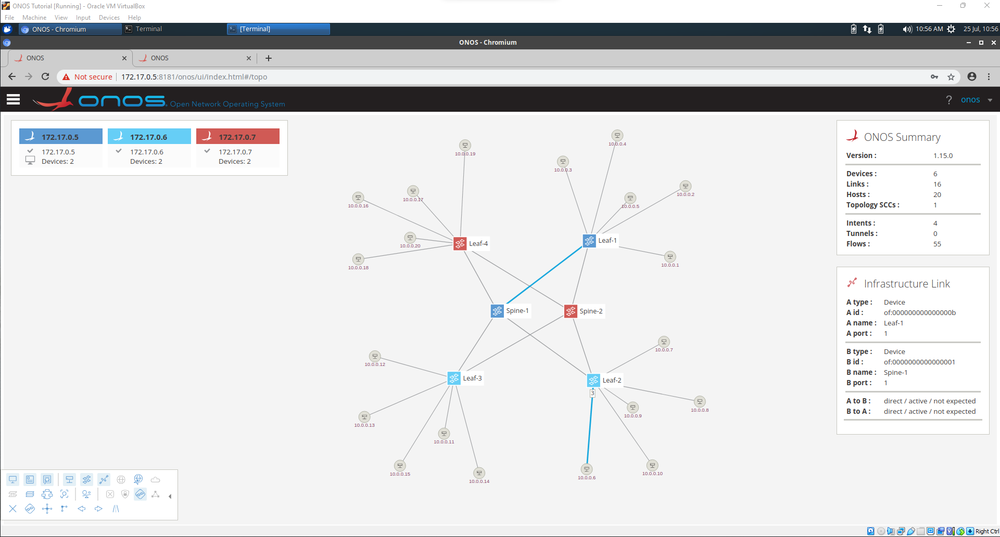 ONOS Tutorial [Running] - Oracle VM VirtualBox
File Machine View Input Devices Help
ONOS - Chromium Terminal [Terminal] 10:56 AM 25 Jul, 10:56
ONOS - Chromium
ONOS ONOS
Not secure 172.17.0.5:8181/onos/ui/index.html#/topo
onos Open Network Operating System ? onos
172.17.0.5 172.17.0.6 172.17.0.7
172.17.0.5 172.17.0.6 172.17.0.7
Devices: 2 Devices: 2 Devices: 2
10.0.0.4
10.0.0.19
10.0.0.3
10.0.0.2
10.0.0.17
10.0.0.16
10.0.0.5
Leaf-4
Leaf-1
10.0.0.20
10.0.0.18
10.0.0.1
Spine-1
Spine-2
10.0.0.7
10.0.0.12
Leaf-3
Leaf-2
3
10.0.0.8
10.0.0.9
10.0.0.13
10.0.0.11
10.0.0.15
10.0.0.14
10.0.0.6
10.0.0.10
ONOS Summary
Version : 1.15.0
Devices : 6
Links : 16
Hosts : 20
Topology SCCs : 1
Intents : 4
Tunnels : 0
Flows : 55
Infrastructure Link
A type : Device
A id : of:000000000000000b
A name : Leaf-1
A port : 1
B type : Device
B id : of:0000000000000001
B name : Spine-1
B port : 1
A to B : direct / active / not expected
B to A : direct / active / not expected
Right Ctrl